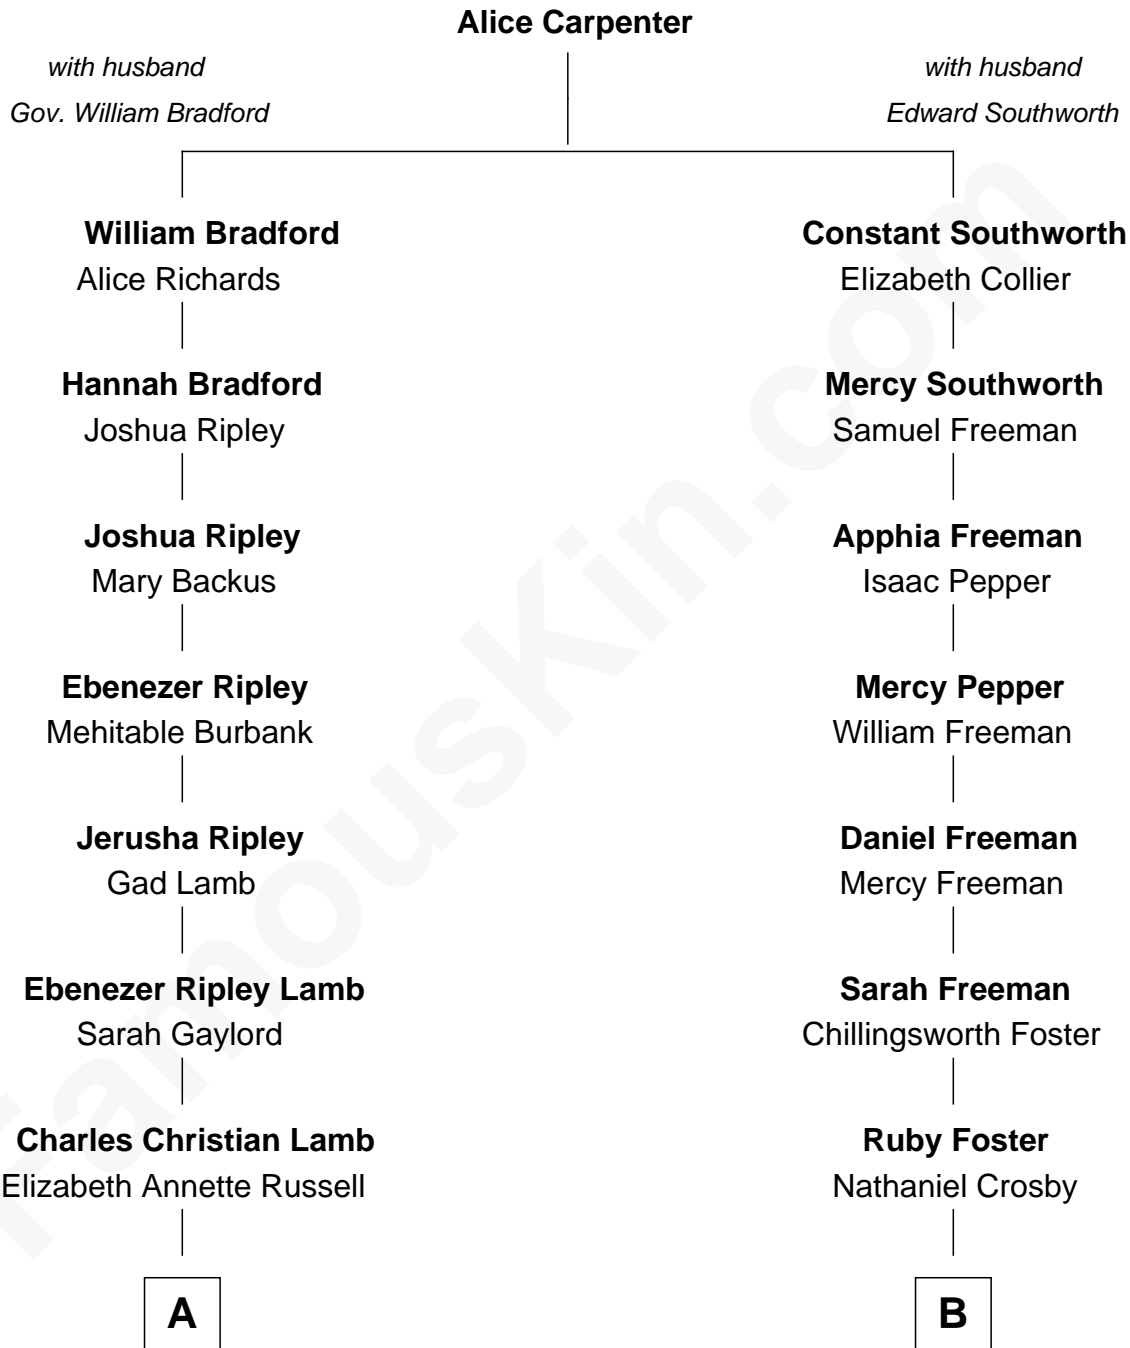 Alice Carpenter
with husband
Gov. William Bradford
with husband
Edward Southworth
William Bradford
Alice Richards
Constant Southworth
Elizabeth Collier
Hannah Bradford
Joshua Ripley
Mercy Southworth
Samuel Freeman
Joshua Ripley
Mary Backus
Apphia Freeman
Isaac Pepper
Ebenezer Ripley
Mehitable Burbank
Mercy Pepper
William Freeman
Jerusha Ripley
Gad Lamb
Daniel Freeman
Mercy Freeman
Ebenezer Ripley Lamb
Sarah Gaylord
Sarah Freeman
Chillingsworth Foster
Charles Christian Lamb
Elizabeth Annette Russell
Ruby Foster
Nathaniel Crosby
A
B
FamousKin.com